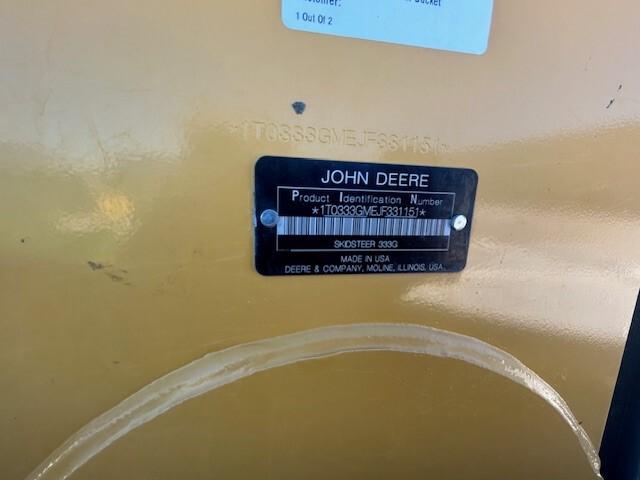 Bucket
1 Out Of 2
*1T0333GMEJF331151*
JOHN DEERE
Product Identification Number
*1T0333GMEJF331151*
SKIDSTEER 333G
MADE IN USA
DEERE & COMPANY, MOLINE, ILLINOIS, USA